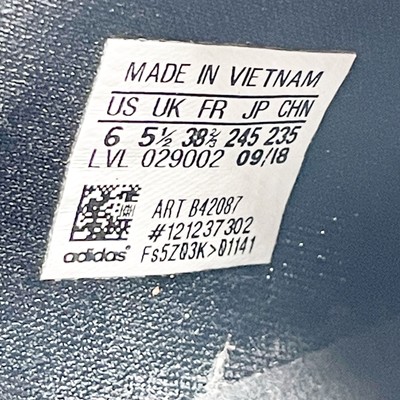 MADE IN VIETNAM
US UK FR JP CHN
6 5½ 38⅔ 245 235
LVL 029002 09/18
ART B42087
#121237302
adidas® Fs5Z03K>01141